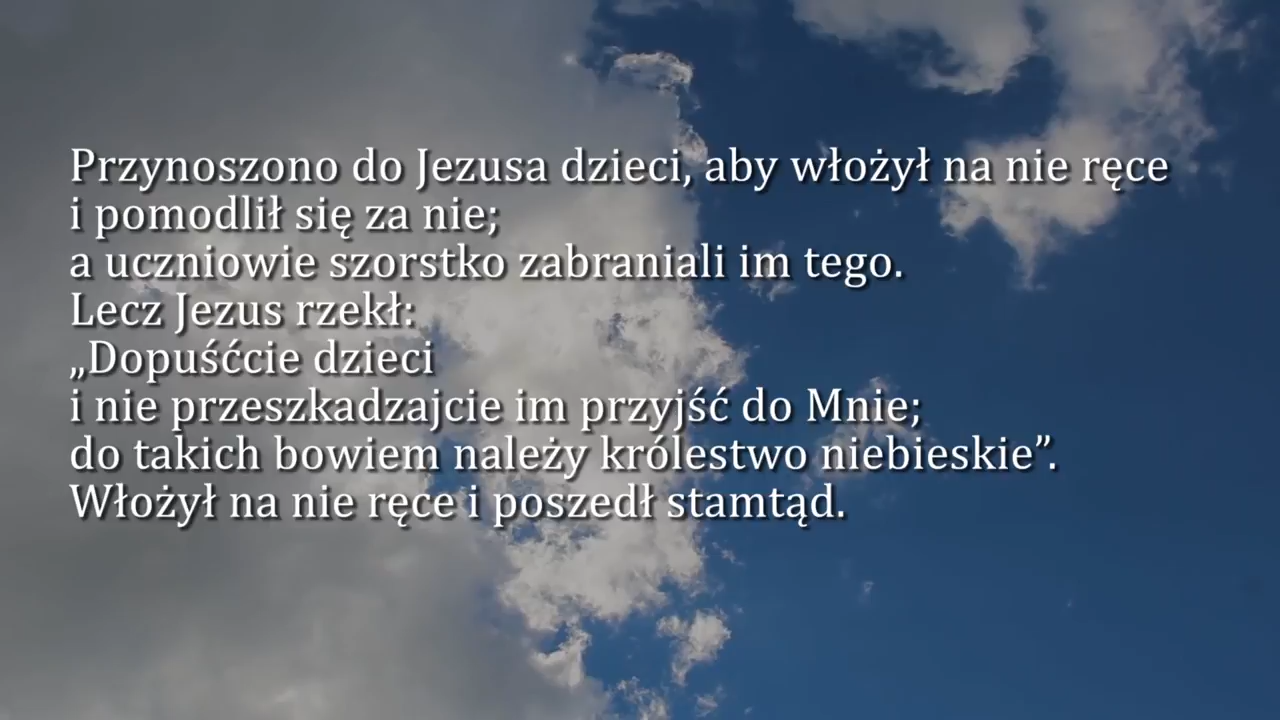 Przynoszono do Jezusa dzieci, aby włożył na nie ręce
i pomodlił się za nie;
a uczniowie szorstko zabraniali im tego.
Lecz Jezus rzekł:
„Dopuśćcie dzieci
i nie przeszkadzajcie im przyjść do Mnie;
do takich bowiem należy królestwo niebieskie”.
Włożył na nie ręce i poszedł stamtąd.